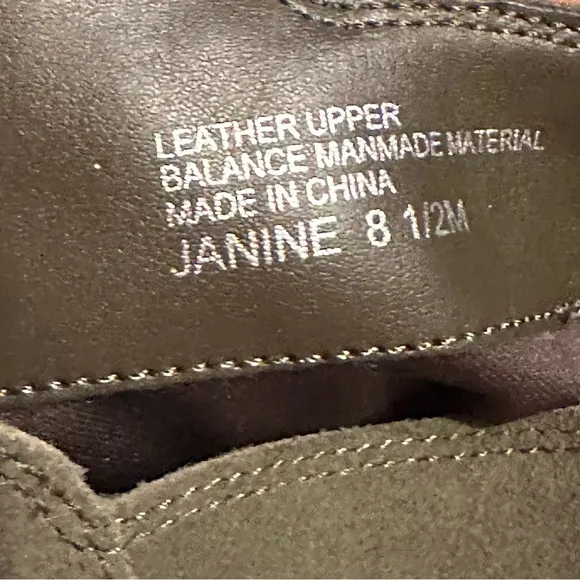 LEATHER UPPER
BALANCE MANMADE MATERIAL
MADE IN CHINA
JANINE 8 1/2M